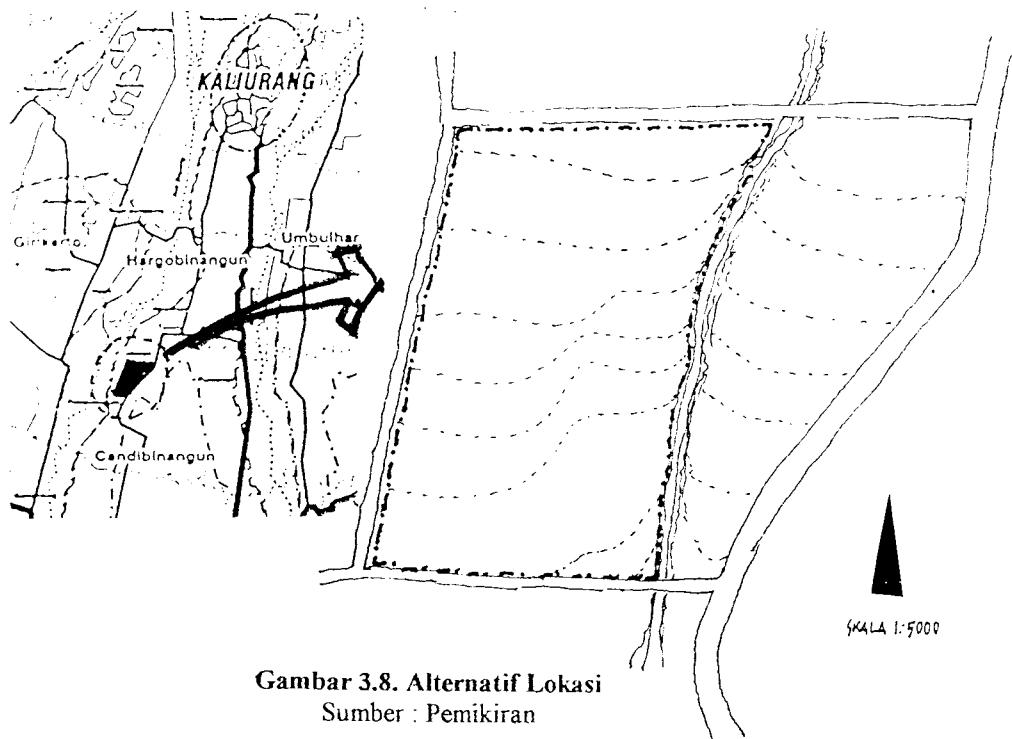 KALIURANG
Girikerto
Umbulhar
Hargobinangun
Candibinangun
SKALA 1:5000
Gambar 3.8. Alternatif Lokasi
Sumber : Pemikiran